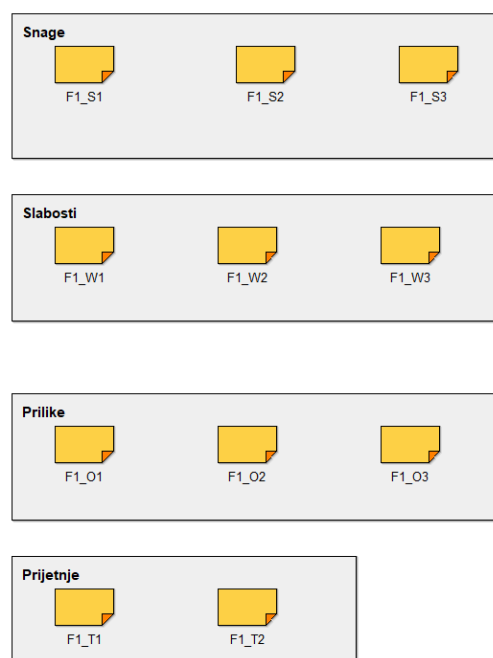 Snage
F1_S1 F1_S2 F1_S3
Slabosti
F1_W1 F1_W2 F1_W3
Prilike
F1_O1 F1_O2 F1_O3
Prijetnje
F1_T1 F1_T2